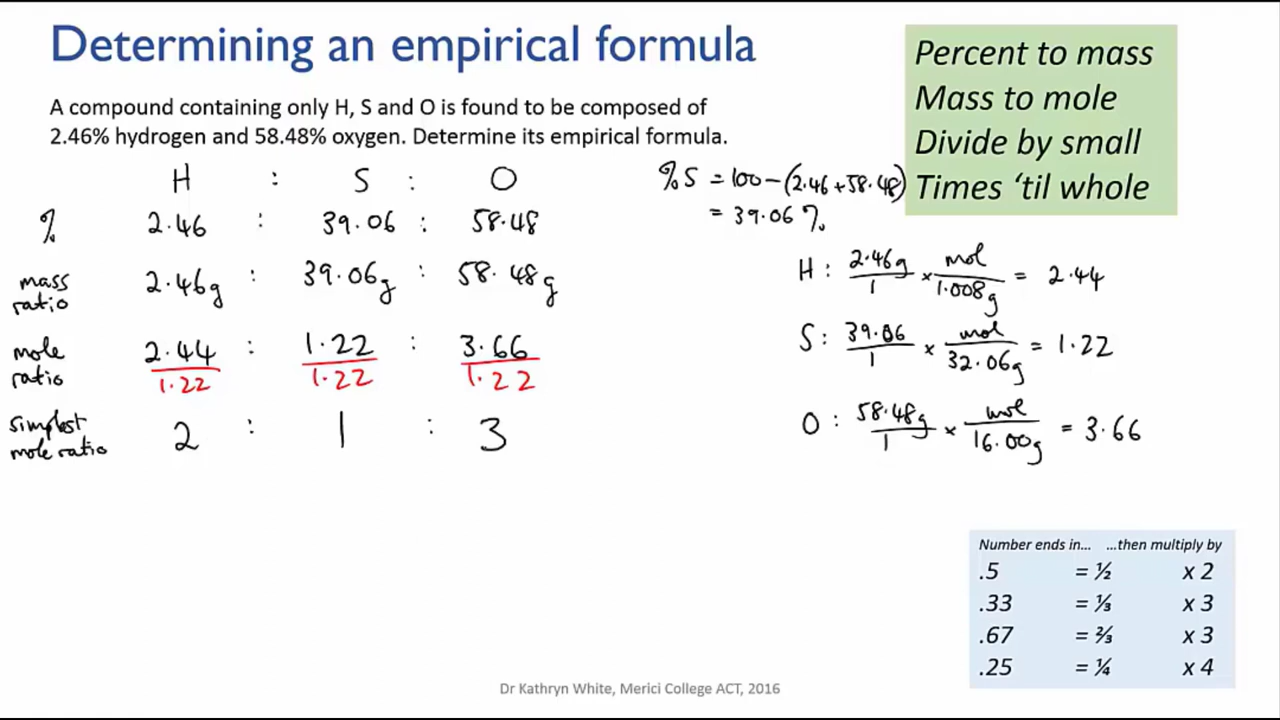 Determining an empirical formula
A compound containing only H, S and O is found to be composed of
2.46% hydrogen and 58.48% oxygen. Determine its empirical formula.
Percent to mass
Mass to mole
Divide by small
Times ‘til whole
H : S : O
% 2.46 : 39.06 : 58.48
mass ratio 2.46g : 39.06g : 58.48g
mole ratio 2.44/1.22 : 1.22/1.22 : 3.66/1.22
simplest mole ratio 2 : 1 : 3
%S = 100 - (2.46 + 58.48)
= 39.06 %
H : 2.46g/1 × mol/1.008g = 2.44
S : 39.06/1 × mol/32.06g = 1.22
O : 58.48g/1 × mol/16.00g = 3.66
Number ends in... ...then multiply by
.5 = ½ x 2
.33 = ⅓ x 3
.67 = ⅔ x 3
.25 = ¼ x 4
Dr Kathryn White, Merici College ACT, 2016